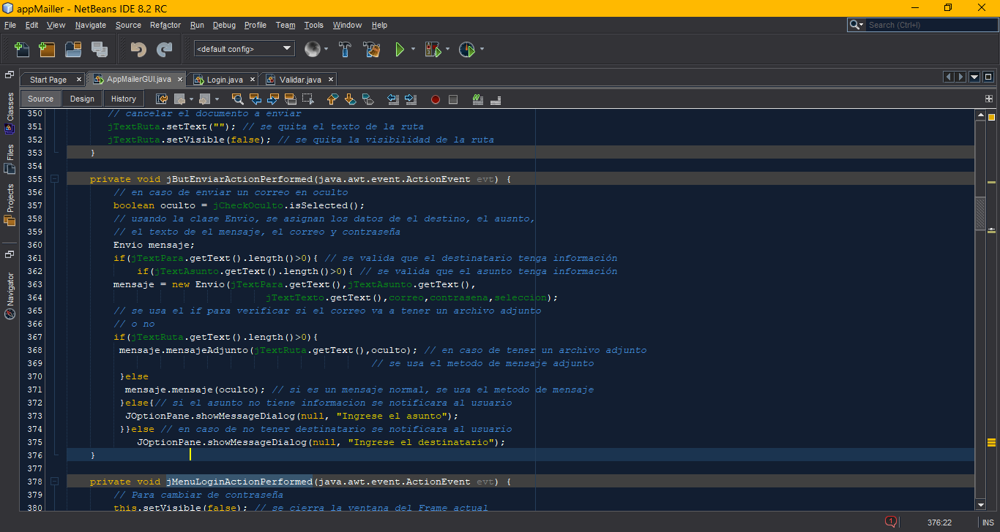 appMailler - NetBeans IDE 8.2 RC
File Edit View Navigate Source Refactor Run Debug Profile Team Tools Window Help
Search (Ctrl+I)
<default config>
Start Page AppMailerGUI.java Login.java Validar.java
Source Design History
Classes
Files
Projects
Navigator
350 // cancelar el documento a enviar
351 jTextRuta.setText(""); // se quita el texto de la ruta
352 jTextRuta.setVisible(false); // se quita la visibilidad de la ruta
353 }
354
355 private void jButEnviarActionPerformed(java.awt.event.ActionEvent evt) {
356 // en caso de enviar un correo en oculto
357 boolean oculto = jCheckOculto.isSelected();
358 // usando la clase Envio, se asignan los datos de el destino, el ausnto,
359 // el texto de el mensaje, el correo y contraseña
360 Envio mensaje;
361 if(jTextPara.getText().length()>0){ // se valida que el destinatario tenga información
362 if(jTextAsunto.getText().length()>0){ // se valida que el asunto tenga información
363 mensaje = new Envio(jTextPara.getText(),jTextAsunto.getText(),
364 jTextTexto.getText(),correo,contrasena,seleccion);
365 // se usa el if para verificar si el correo va a tener un archivo adjunto
366 // o no
367 if(jTextRuta.getText().length()>0){
368 mensaje.mensajeAdjunto(jTextRuta.getText(),oculto); // en caso de tener un archivo adjunto
369 // se usa el metodo de mensaje adjunto
370 }else
371 mensaje.mensaje(oculto); // si es un mensaje normal, se usa el metodo de mensaje
372 }else{// si el asunto no tiene informacion se notificara al usuario
373 JOptionPane.showMessageDialog(null, "Ingrese el asunto");
374 }}else // en caso de no tener destinatario se notificara al usuario
375 JOptionPane.showMessageDialog(null, "Ingrese el destinatario");
376 }
377
378 private void jMenuLoginActionPerformed(java.awt.event.ActionEvent evt) {
379 // Para cambiar de contraseña
380 this.setVisible(false); // se cierra la ventana del Frame actual
1
376:22
INS